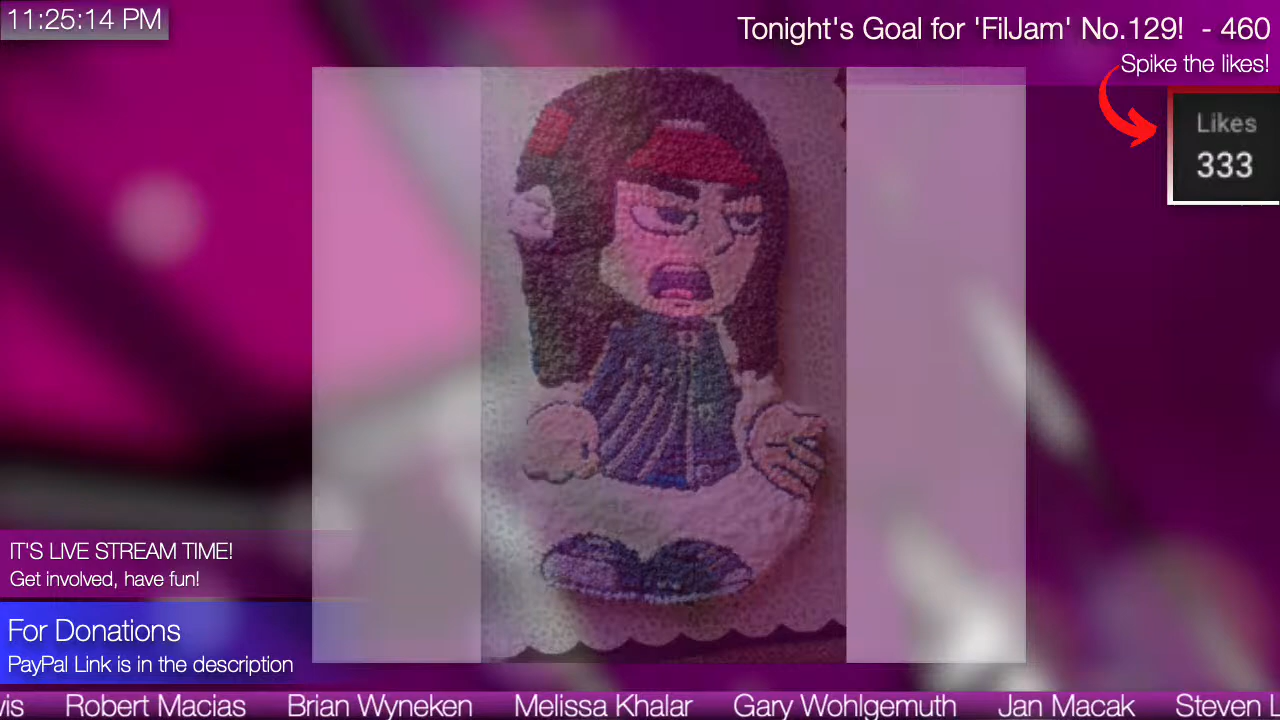 11:25:14 PM
Tonight's Goal for 'FilJam' No.129! - 460
Spike the likes!
Likes
333
IT'S LIVE STREAM TIME!
Get involved, have fun!
For Donations
PayPal Link is in the description
vis Robert Macias Brian Wyneken Melissa Khalar Gary Wohlgemuth Jan Macak Steven L